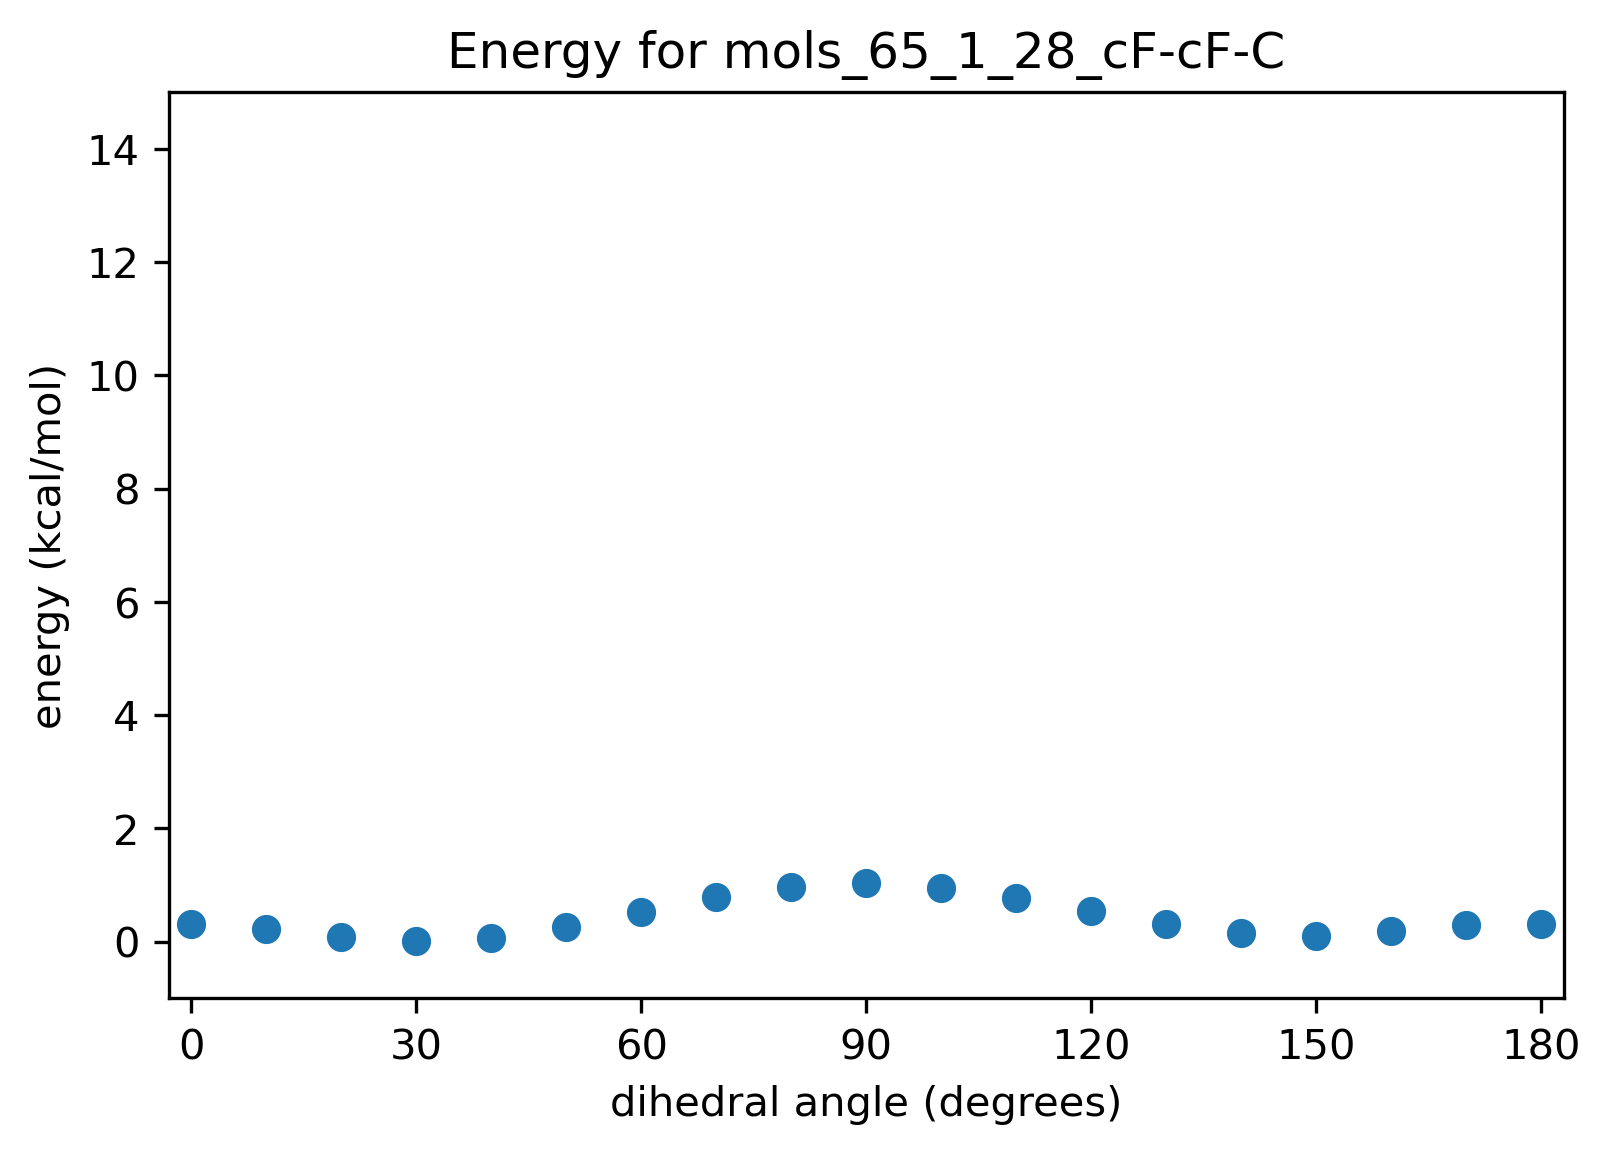 Energy for mols_65_1_28_cF-cF-C
14
12
10
8
6
4
2
0
energy (kcal/mol)
0 30 60 90 120 150 180
dihedral angle (degrees)